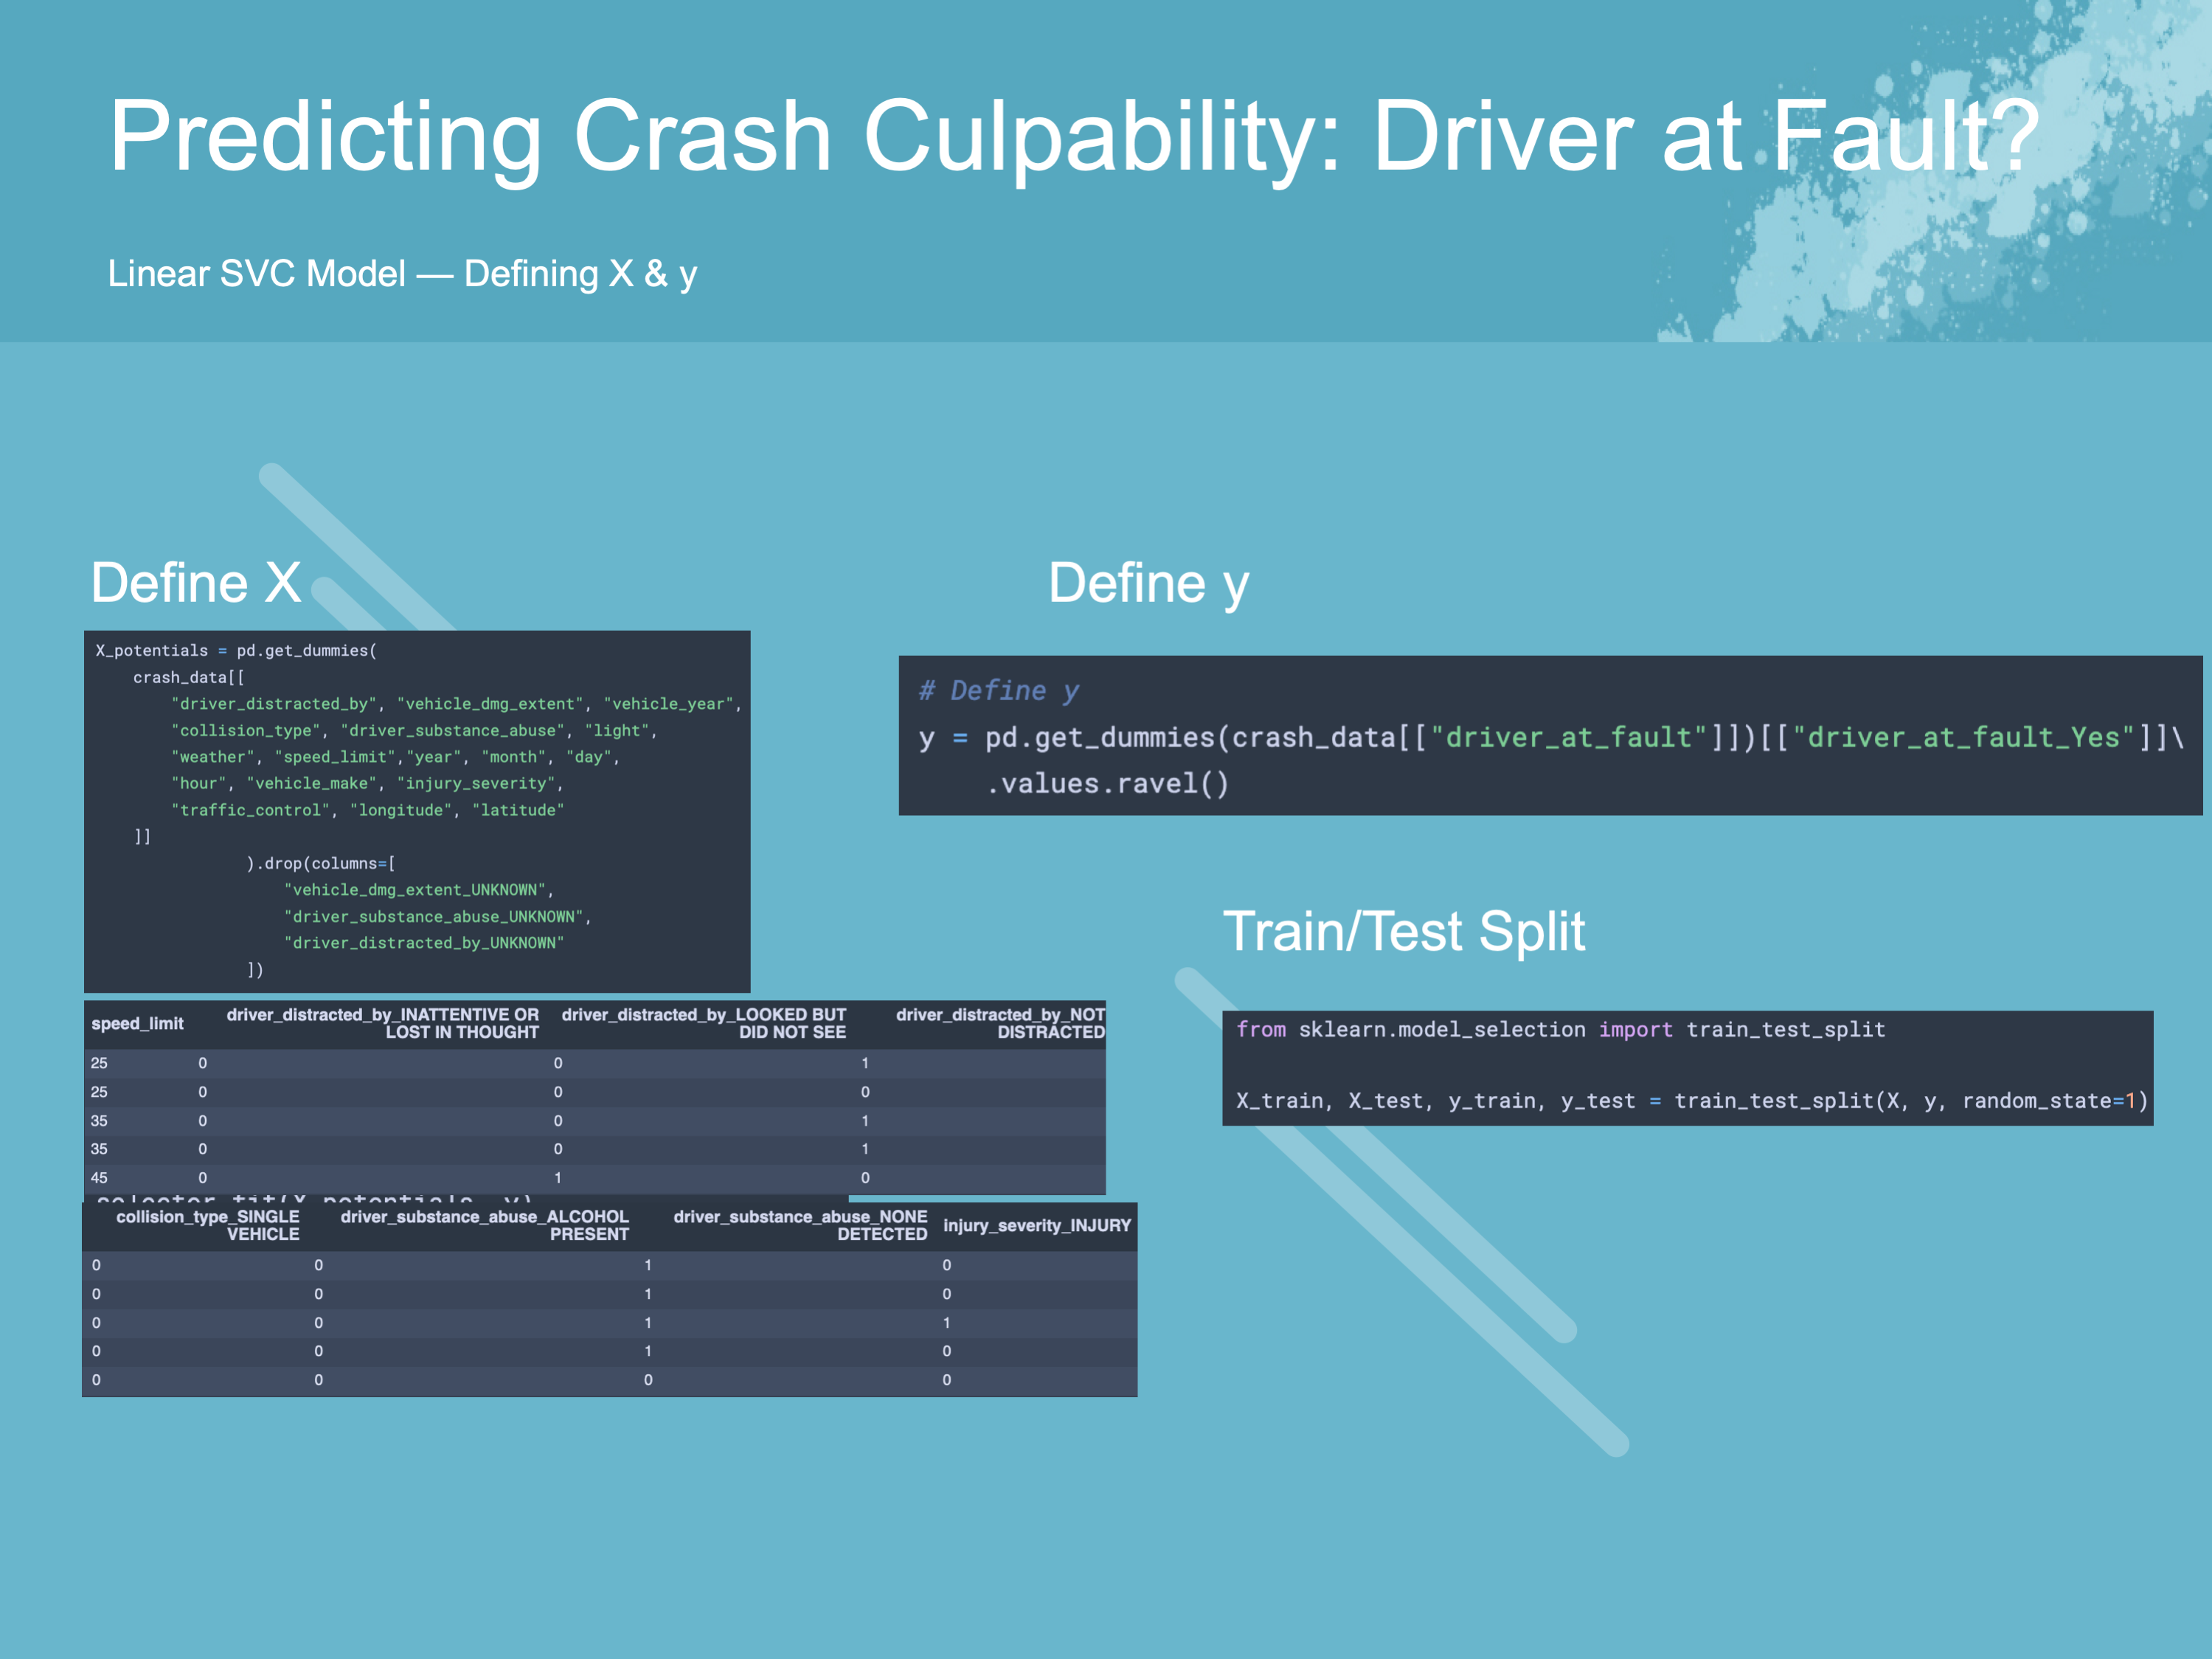 Predicting Crash Culpability: Driver at Fault?
Linear SVC Model — Defining X & y
Define X
X_potentials = pd.get_dummies(
crash_data[[
"driver_distracted_by", "vehicle_dmg_extent", "vehicle_year",
"collision_type", "driver_substance_abuse", "light",
"weather", "speed_limit","year", "month", "day",
"hour", "vehicle_make", "injury_severity",
"traffic_control", "longitude", "latitude"
]]
).drop(columns=[
"vehicle_dmg_extent_UNKNOWN",
"driver_substance_abuse_UNKNOWN",
"driver_distracted_by_UNKNOWN"
])
speed_limit driver_distracted_by_INATTENTIVE OR LOST IN THOUGHT driver_distracted_by_LOOKED BUT DID NOT SEE driver_distracted_by_NOT DISTRACTED
25 0 0 1
25 0 0 0
35 0 0 1
35 0 0 1
45 0 1 0
selector.fit(X_potentials, y)
collision_type_SINGLE VEHICLE driver_substance_abuse_ALCOHOL PRESENT driver_substance_abuse_NONE DETECTED injury_severity_INJURY
0 0 1 0
0 0 1 0
0 0 1 1
0 0 1 0
0 0 0 0
Define y
# Define y
y = pd.get_dummies(crash_data[["driver_at_fault"]])[["driver_at_fault_Yes"]]\
.values.ravel()
Train/Test Split
from sklearn.model_selection import train_test_split
X_train, X_test, y_train, y_test = train_test_split(X, y, random_state=1)